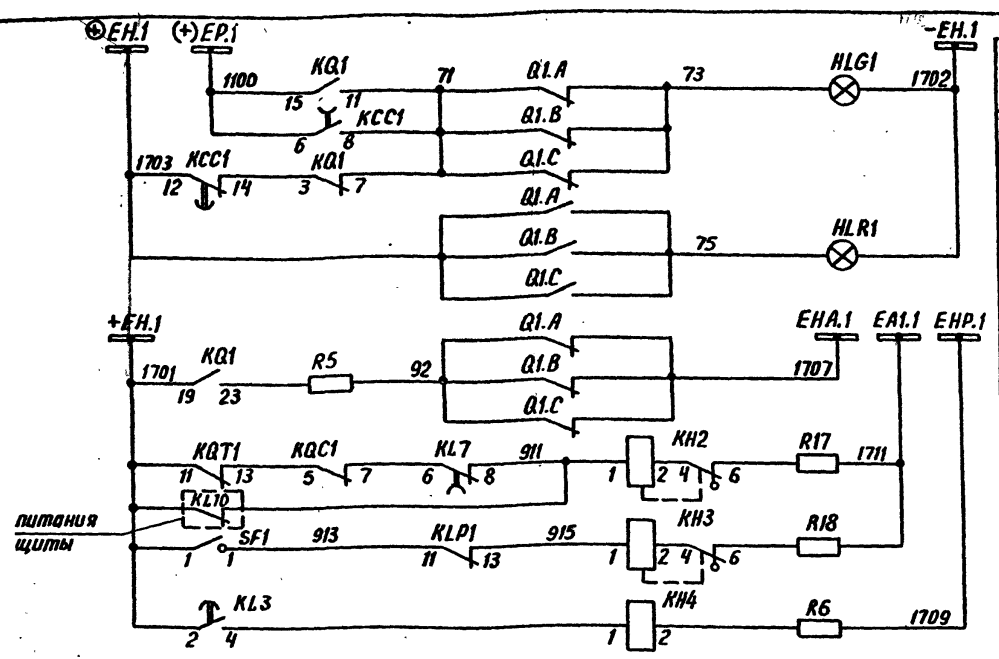 ⊕EH.1 (+)EP.1 -EH.1
1100 KQ1 71 Q1.A 73 HLG1 1702
15 11
KCC1 Q1.B
6 8
1703 KCC1 KQ1 Q1.C
12 14 3 7
Q1.A
Q1.B 75 HLR1
Q1.C
+EH.1 Q1.A EHA.1 EA1.1 EHP.1
1701 KQ1 R5 92 Q1.B 1707
19 23
Q1.C
KQT1 KQC1 KL7 911 KH2 R17 1711
11 13 5 7 6 8 1 2 4 6
KL10
питания
щиты
SF1 913 KLP1 915 KH3 R18
1 1 11 13 1 2 4 6
KL3 KH4 R6 1709
2 4 1 2